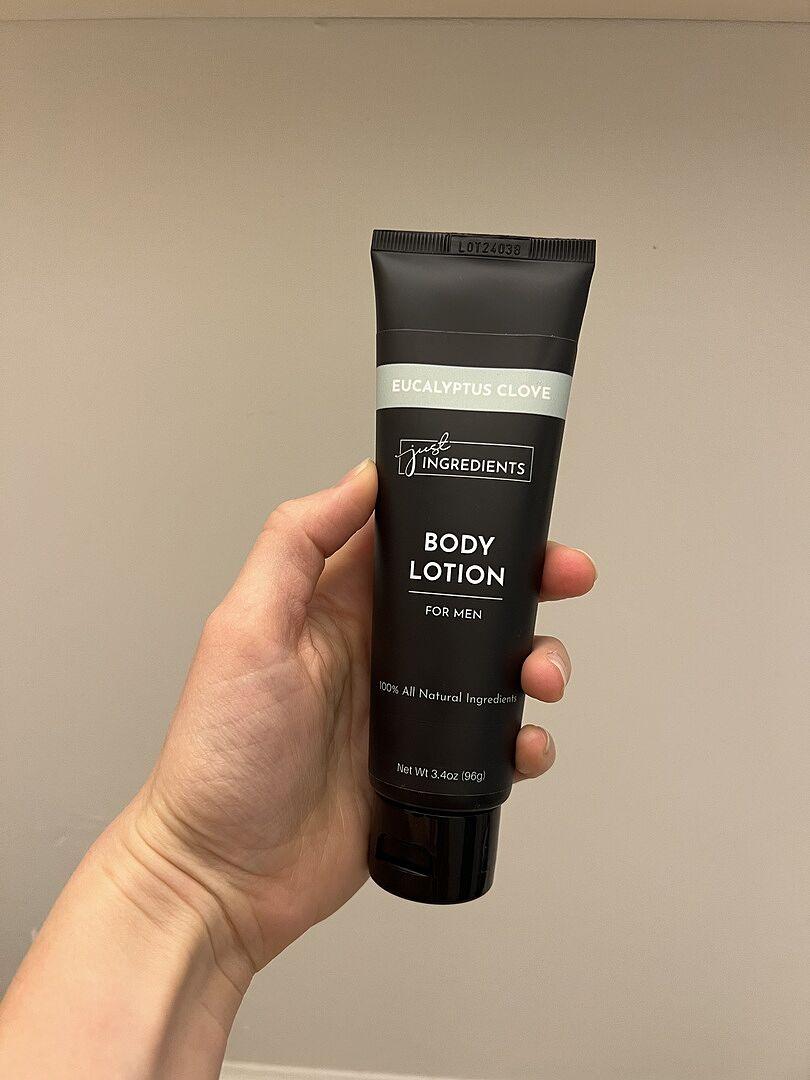 LOT24038
EUCALYPTUS CLOVE
just
INGREDIENTS
BODY
LOTION
FOR MEN
100% All Natural Ingredients
Net Wt 3.4oz (96g)